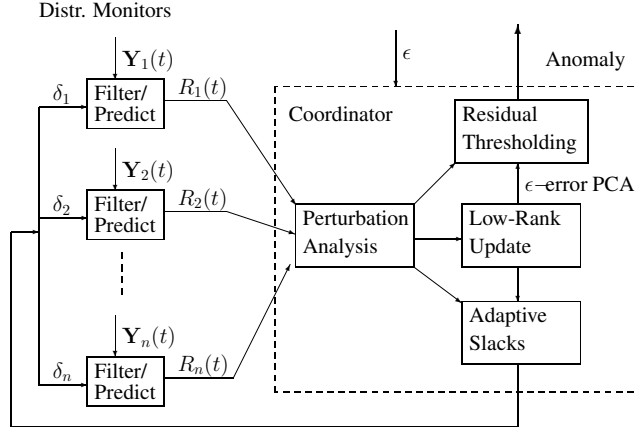 Distr. Monitors
Y₁(t)
δ₁
Filter/
Predict
R₁(t)
Y₂(t)
δ₂
Filter/
Predict
R₂(t)
Yₙ(t)
δₙ
Filter/
Predict
Rₙ(t)
ϵ
Anomaly
Coordinator
Residual
Thresholding
ϵ–error PCA
Perturbation
Analysis
Low-Rank
Update
Adaptive
Slacks